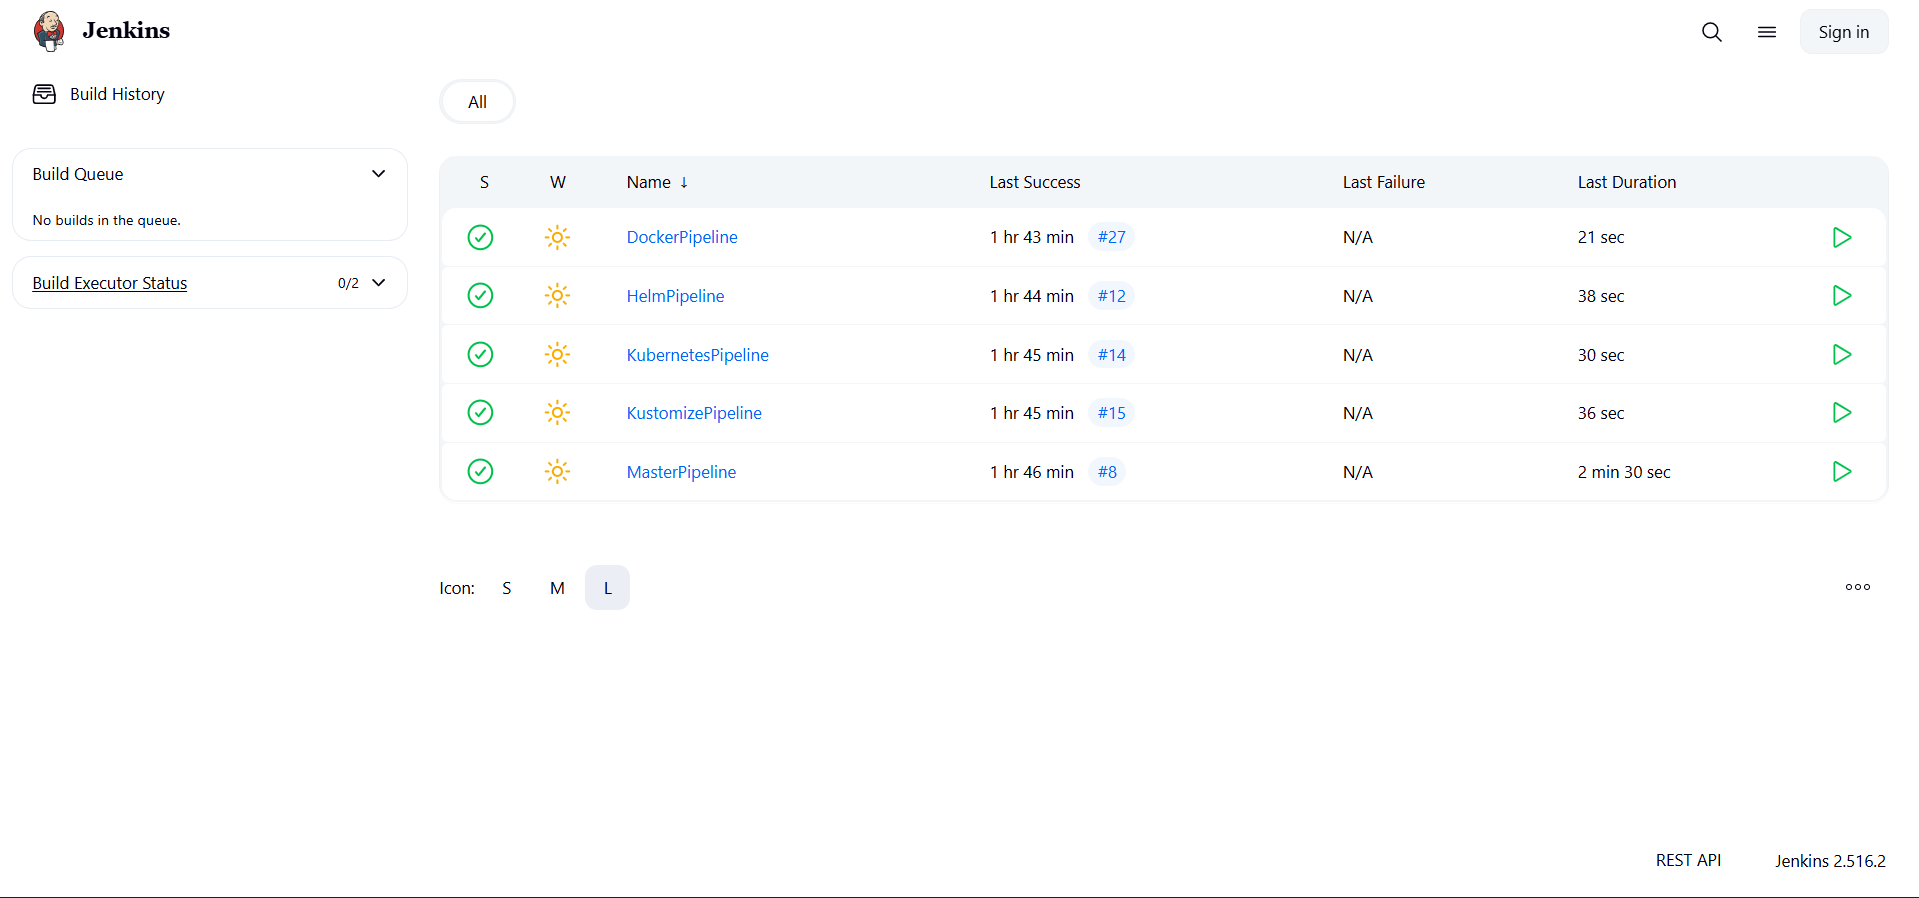 Jenkins
Sign in
Build History
All
Build Queue
No builds in the queue.
Build Executor Status 0/2
S W Name ↓ Last Success Last Failure Last Duration
DockerPipeline 1 hr 43 min #27 N/A 21 sec
HelmPipeline 1 hr 44 min #12 N/A 38 sec
KubernetesPipeline 1 hr 45 min #14 N/A 30 sec
KustomizePipeline 1 hr 45 min #15 N/A 36 sec
MasterPipeline 1 hr 46 min #8 N/A 2 min 30 sec
Icon: S M L
REST API Jenkins 2.516.2